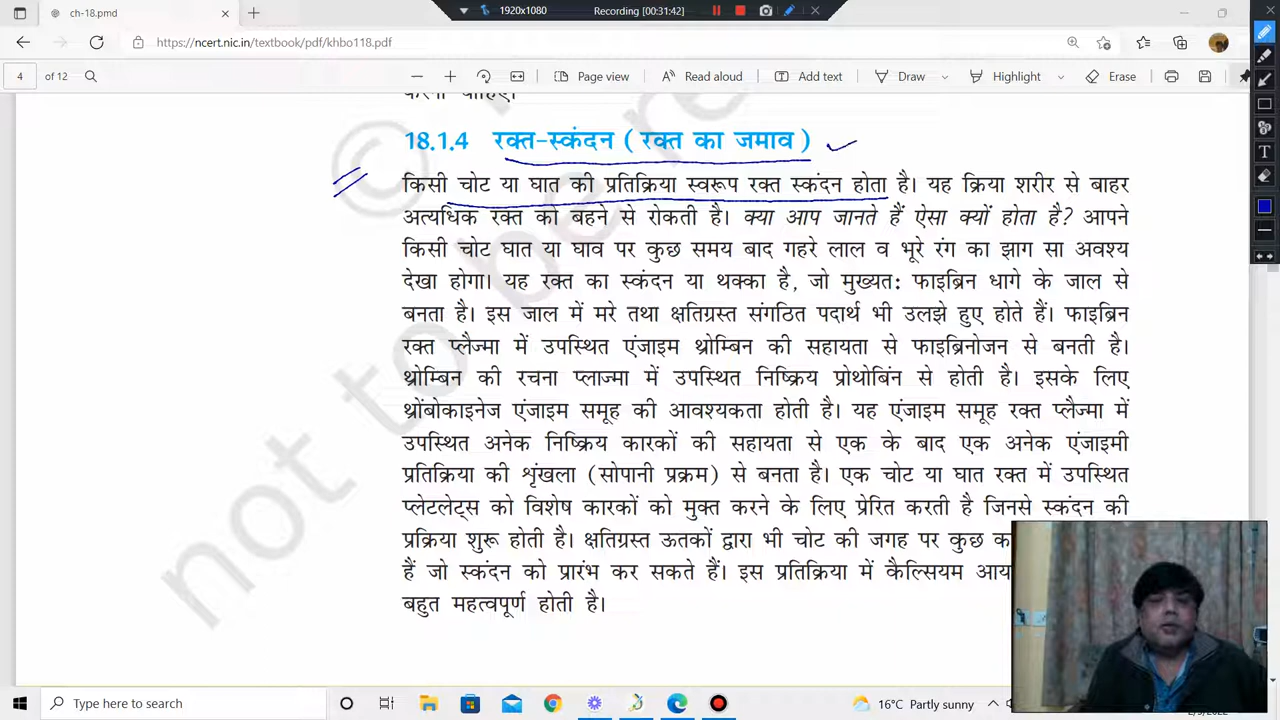 ch-18.pmd
1920x1080
Recording [00:31:42]
https://ncert.nic.in/textbook/pdf/khbo118.pdf
4 of 12
Page view
Read aloud
Add text
Draw
Highlight
Erase
18.1.4 रक्त-स्कंदन ( रक्त का जमाव )
किसी चोट या घात की प्रतिक्रिया स्वरूप रक्त स्कंदन होता है। यह क्रिया शरीर से बाहर
अत्यधिक रक्त को बहने से रोकती है। क्या आप जानते हैं ऐसा क्यों होता है? आपने
किसी चोट घात या घाव पर कुछ समय बाद गहरे लाल व भूरे रंग का झाग सा अवश्य
देखा होगा। यह रक्त का स्कंदन या थक्का है, जो मुख्यत: फाइब्रिन धागे के जाल से
बनता है। इस जाल में मरे तथा क्षतिग्रस्त संगठित पदार्थ भी उलझे हुए होते हैं। फाइब्रिन
रक्त प्लैज्मा में उपस्थित एंजाइम थ्रोम्बिन की सहायता से फाइब्रिनोजन से बनती है।
थ्रोम्बिन की रचना प्लाज्मा में उपस्थित निष्क्रिय प्रोथोबिंन से होती है। इसके लिए
थ्रोंबोकाइनेज एंजाइम समूह की आवश्यकता होती है। यह एंजाइम समूह रक्त प्लैज्मा में
उपस्थित अनेक निष्क्रिय कारकों की सहायता से एक के बाद एक अनेक एंजाइमी
प्रतिक्रिया की शृंखला (सोपानी प्रक्रम) से बनता है। एक चोट या घात रक्त में उपस्थित
प्लेटलेट्स को विशेष कारकों को मुक्त करने के लिए प्रेरित करती है जिनसे स्कंदन की
प्रक्रिया शुरू होती है। क्षतिग्रस्त ऊतकों द्वारा भी चोट की जगह पर कुछ
हैं जो स्कंदन को प्रारंभ कर सकते हैं। इस प्रतिक्रिया में कैल्सियम
बहुत महत्वपूर्ण होती है।
not to be re
Type here to search
16°C Partly sunny